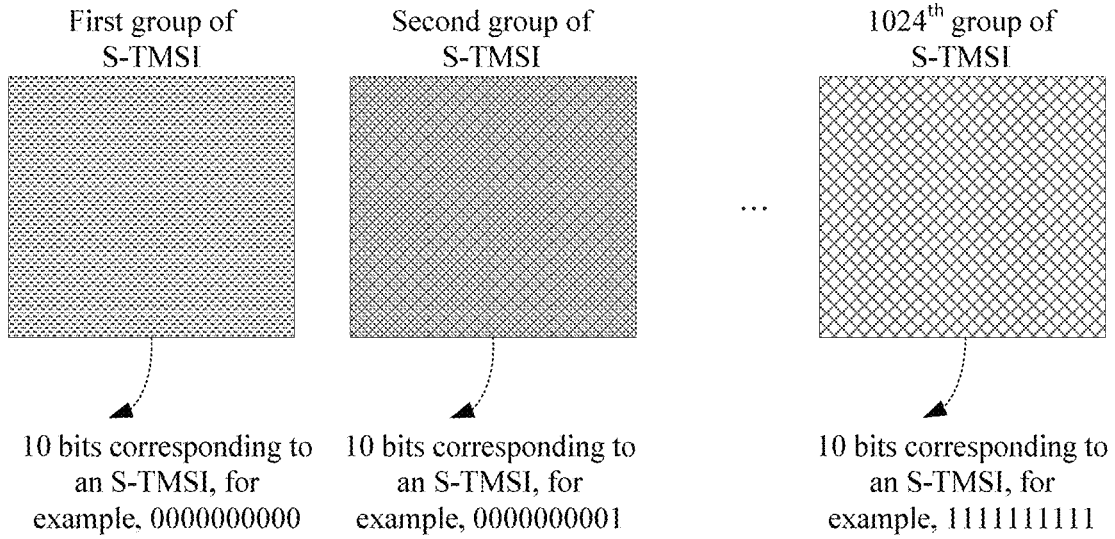 First group of
S-TMSI
Second group of
S-TMSI
1024th group of
S-TMSI
...
10 bits corresponding to
an S-TMSI, for
example, 0000000000
10 bits corresponding to
an S-TMSI, for
example, 0000000001
10 bits corresponding to
an S-TMSI, for
example, 1111111111